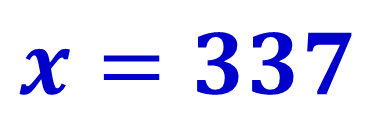 x = 337